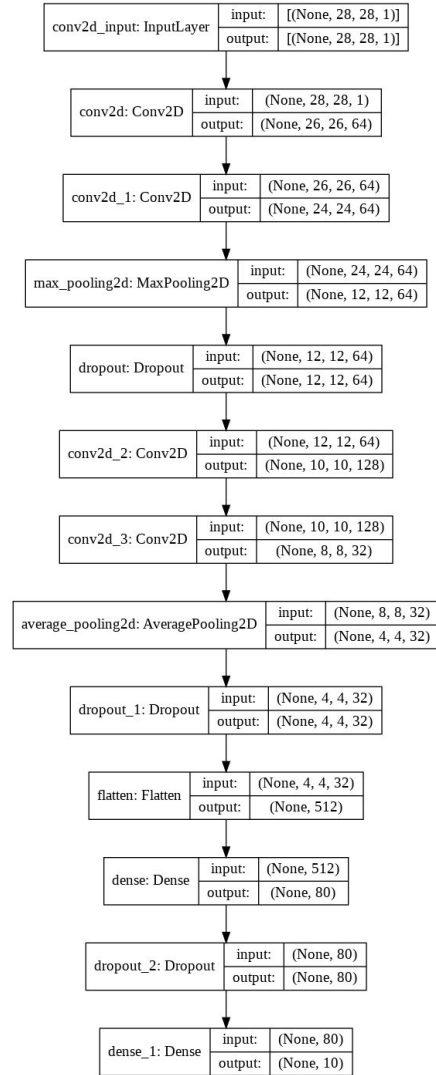 conv2d_input: InputLayer
input: [(None, 28, 28, 1)]
output: [(None, 28, 28, 1)]
conv2d: Conv2D
input: (None, 28, 28, 1)
output: (None, 26, 26, 64)
conv2d_1: Conv2D
input: (None, 26, 26, 64)
output: (None, 24, 24, 64)
max_pooling2d: MaxPooling2D
input: (None, 24, 24, 64)
output: (None, 12, 12, 64)
dropout: Dropout
input: (None, 12, 12, 64)
output: (None, 12, 12, 64)
conv2d_2: Conv2D
input: (None, 12, 12, 64)
output: (None, 10, 10, 128)
conv2d_3: Conv2D
input: (None, 10, 10, 128)
output: (None, 8, 8, 32)
average_pooling2d: AveragePooling2D
input: (None, 8, 8, 32)
output: (None, 4, 4, 32)
dropout_1: Dropout
input: (None, 4, 4, 32)
output: (None, 4, 4, 32)
flatten: Flatten
input: (None, 4, 4, 32)
output: (None, 512)
dense: Dense
input: (None, 512)
output: (None, 80)
dropout_2: Dropout
input: (None, 80)
output: (None, 80)
dense_1: Dense
input: (None, 80)
output: (None, 10)